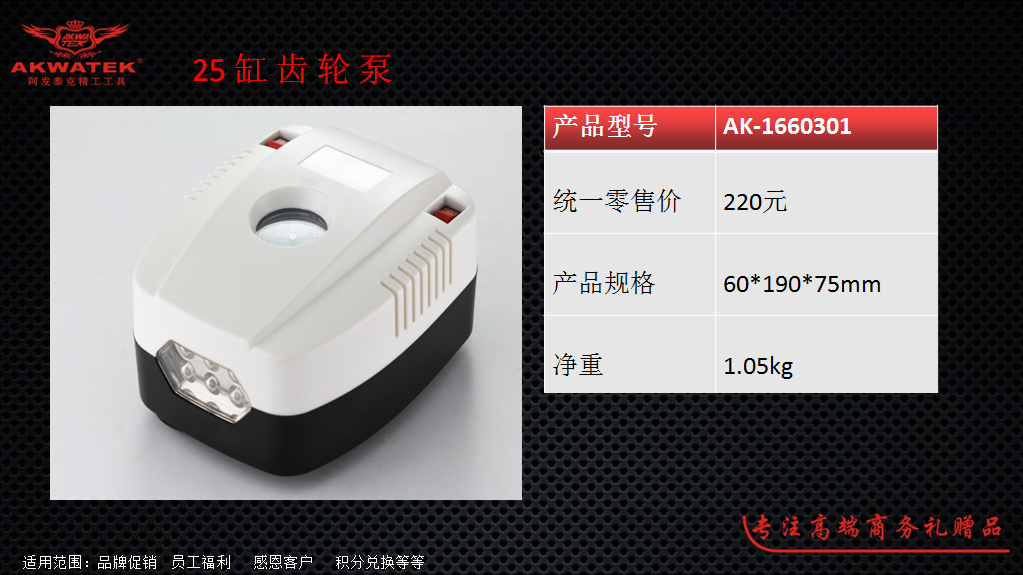 AKWA
TEK
AKWATEK®
阿发泰克精工工具
25缸齿轮泵
产品型号 AK-1660301
统一零售价 220元
产品规格 60*190*75mm
净重 1.05kg
专注高端商务礼赠品
适用范围：品牌促销 员工福利 感恩客户 积分兑换等等